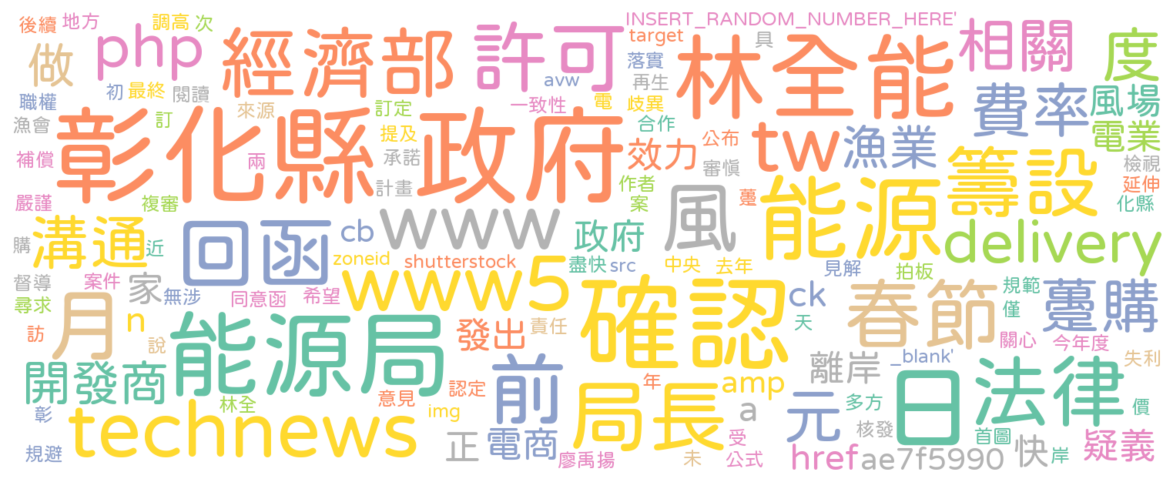 後續 地方 調高 次 INSERT_RANDOM_NUMBER_HERE'
做 php 經濟部 許可 target 具 林全能 相關 度
職權 初 最終 閱讀 avw 落實 再生 費率 風場
漁會 訂 來源 訂定 一致性 電 歧異 合作 電業
彰化縣 政府 提及 效力 公布 tw 漁業 籌設 檢視
補償 兩 承諾 審慎 延伸
嚴謹 複審 計畫 作者 案 躉 能源 化縣
購 溝通 近 回函 cb www 政府 風 delivery
督導 案件 家 無涉 zoneid shutterstock 盡快 src 中央 去年 見解 拍板 規範
尋求 月 n 同意函 希望 www5 確認 ck 春節 僅 躉購
訪 說 能源局 發出 責任 天 關心 今年度
開發商 認定 前 年 局長 amp 離岸 _blank' 日 法律 失利
彰 technews 林全 img 意見 a 元 多方 價
規避 正 電商 廖禹揚 未 受 公式 href 核發 ae7f5990 首圖 快 岸 疑義